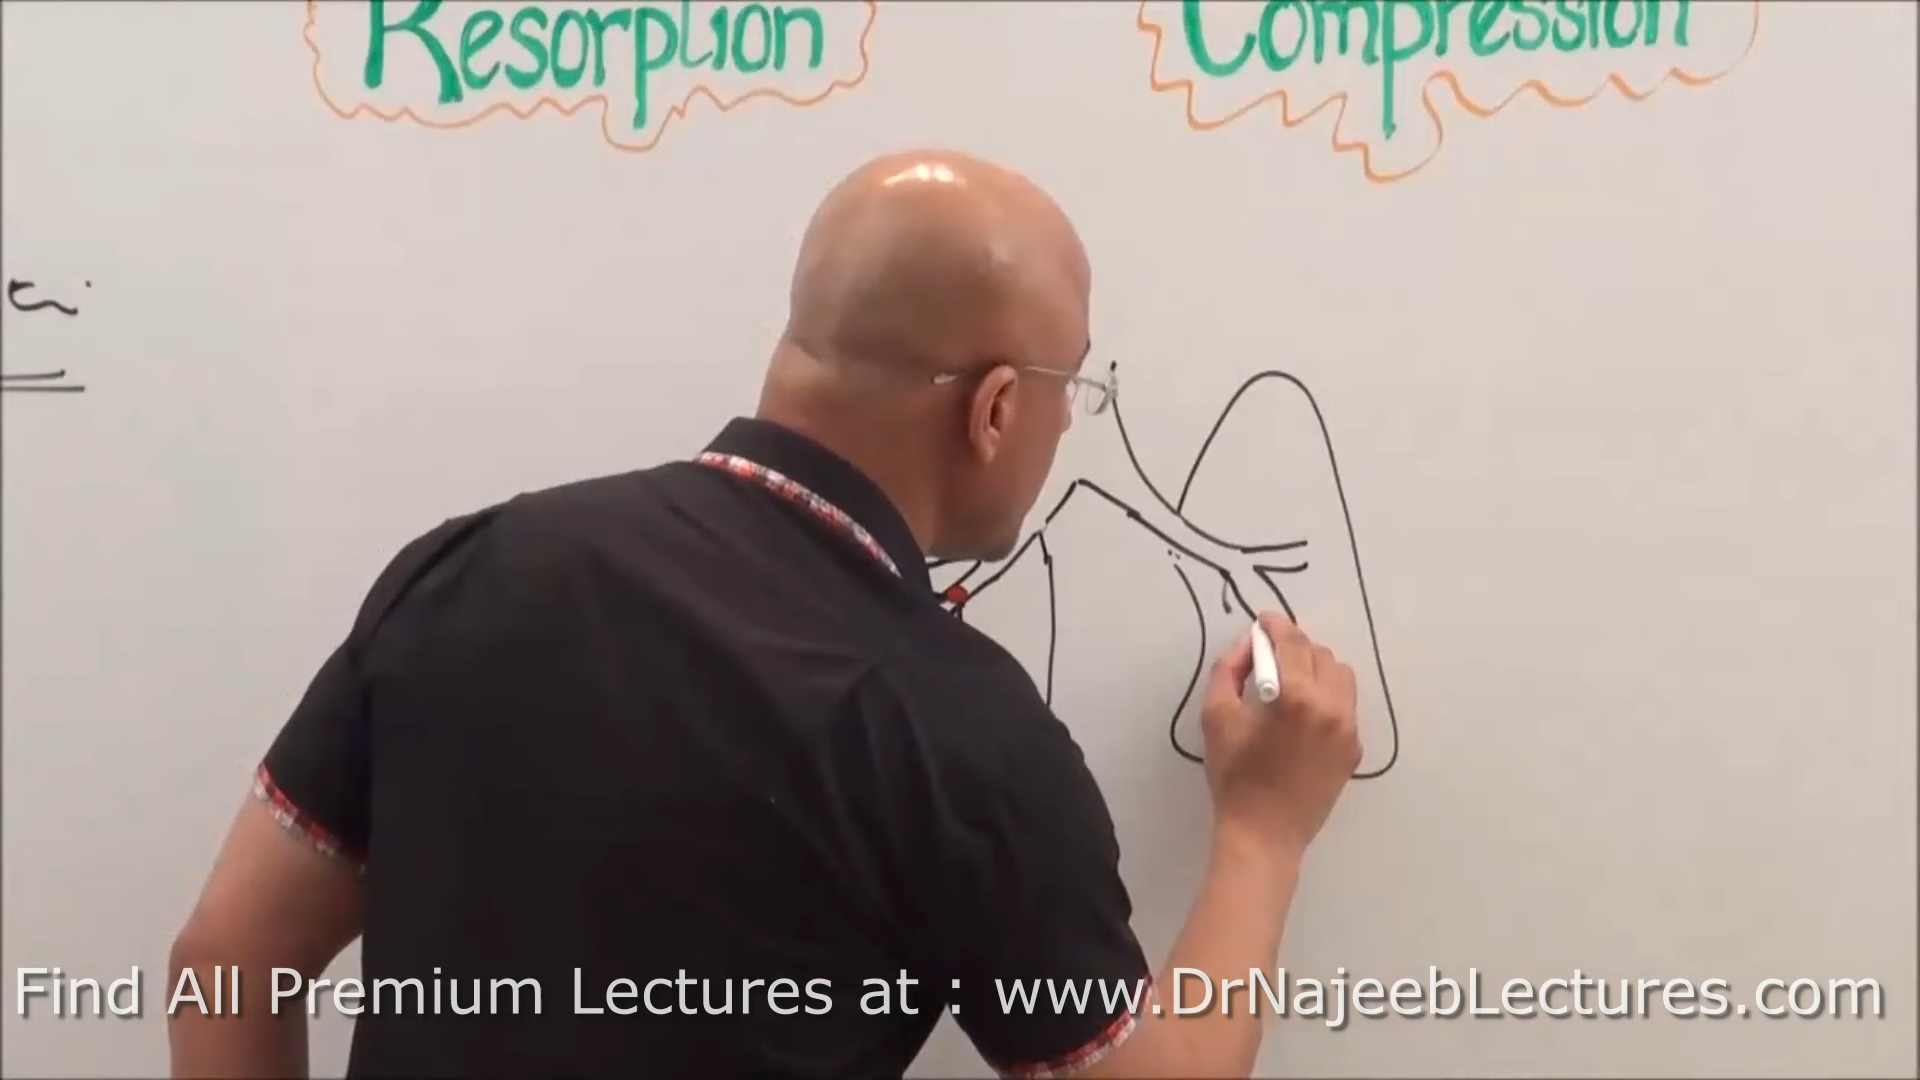 Resorption
Compression
Find All Premium Lectures at : www.DrNajeebLectures.com